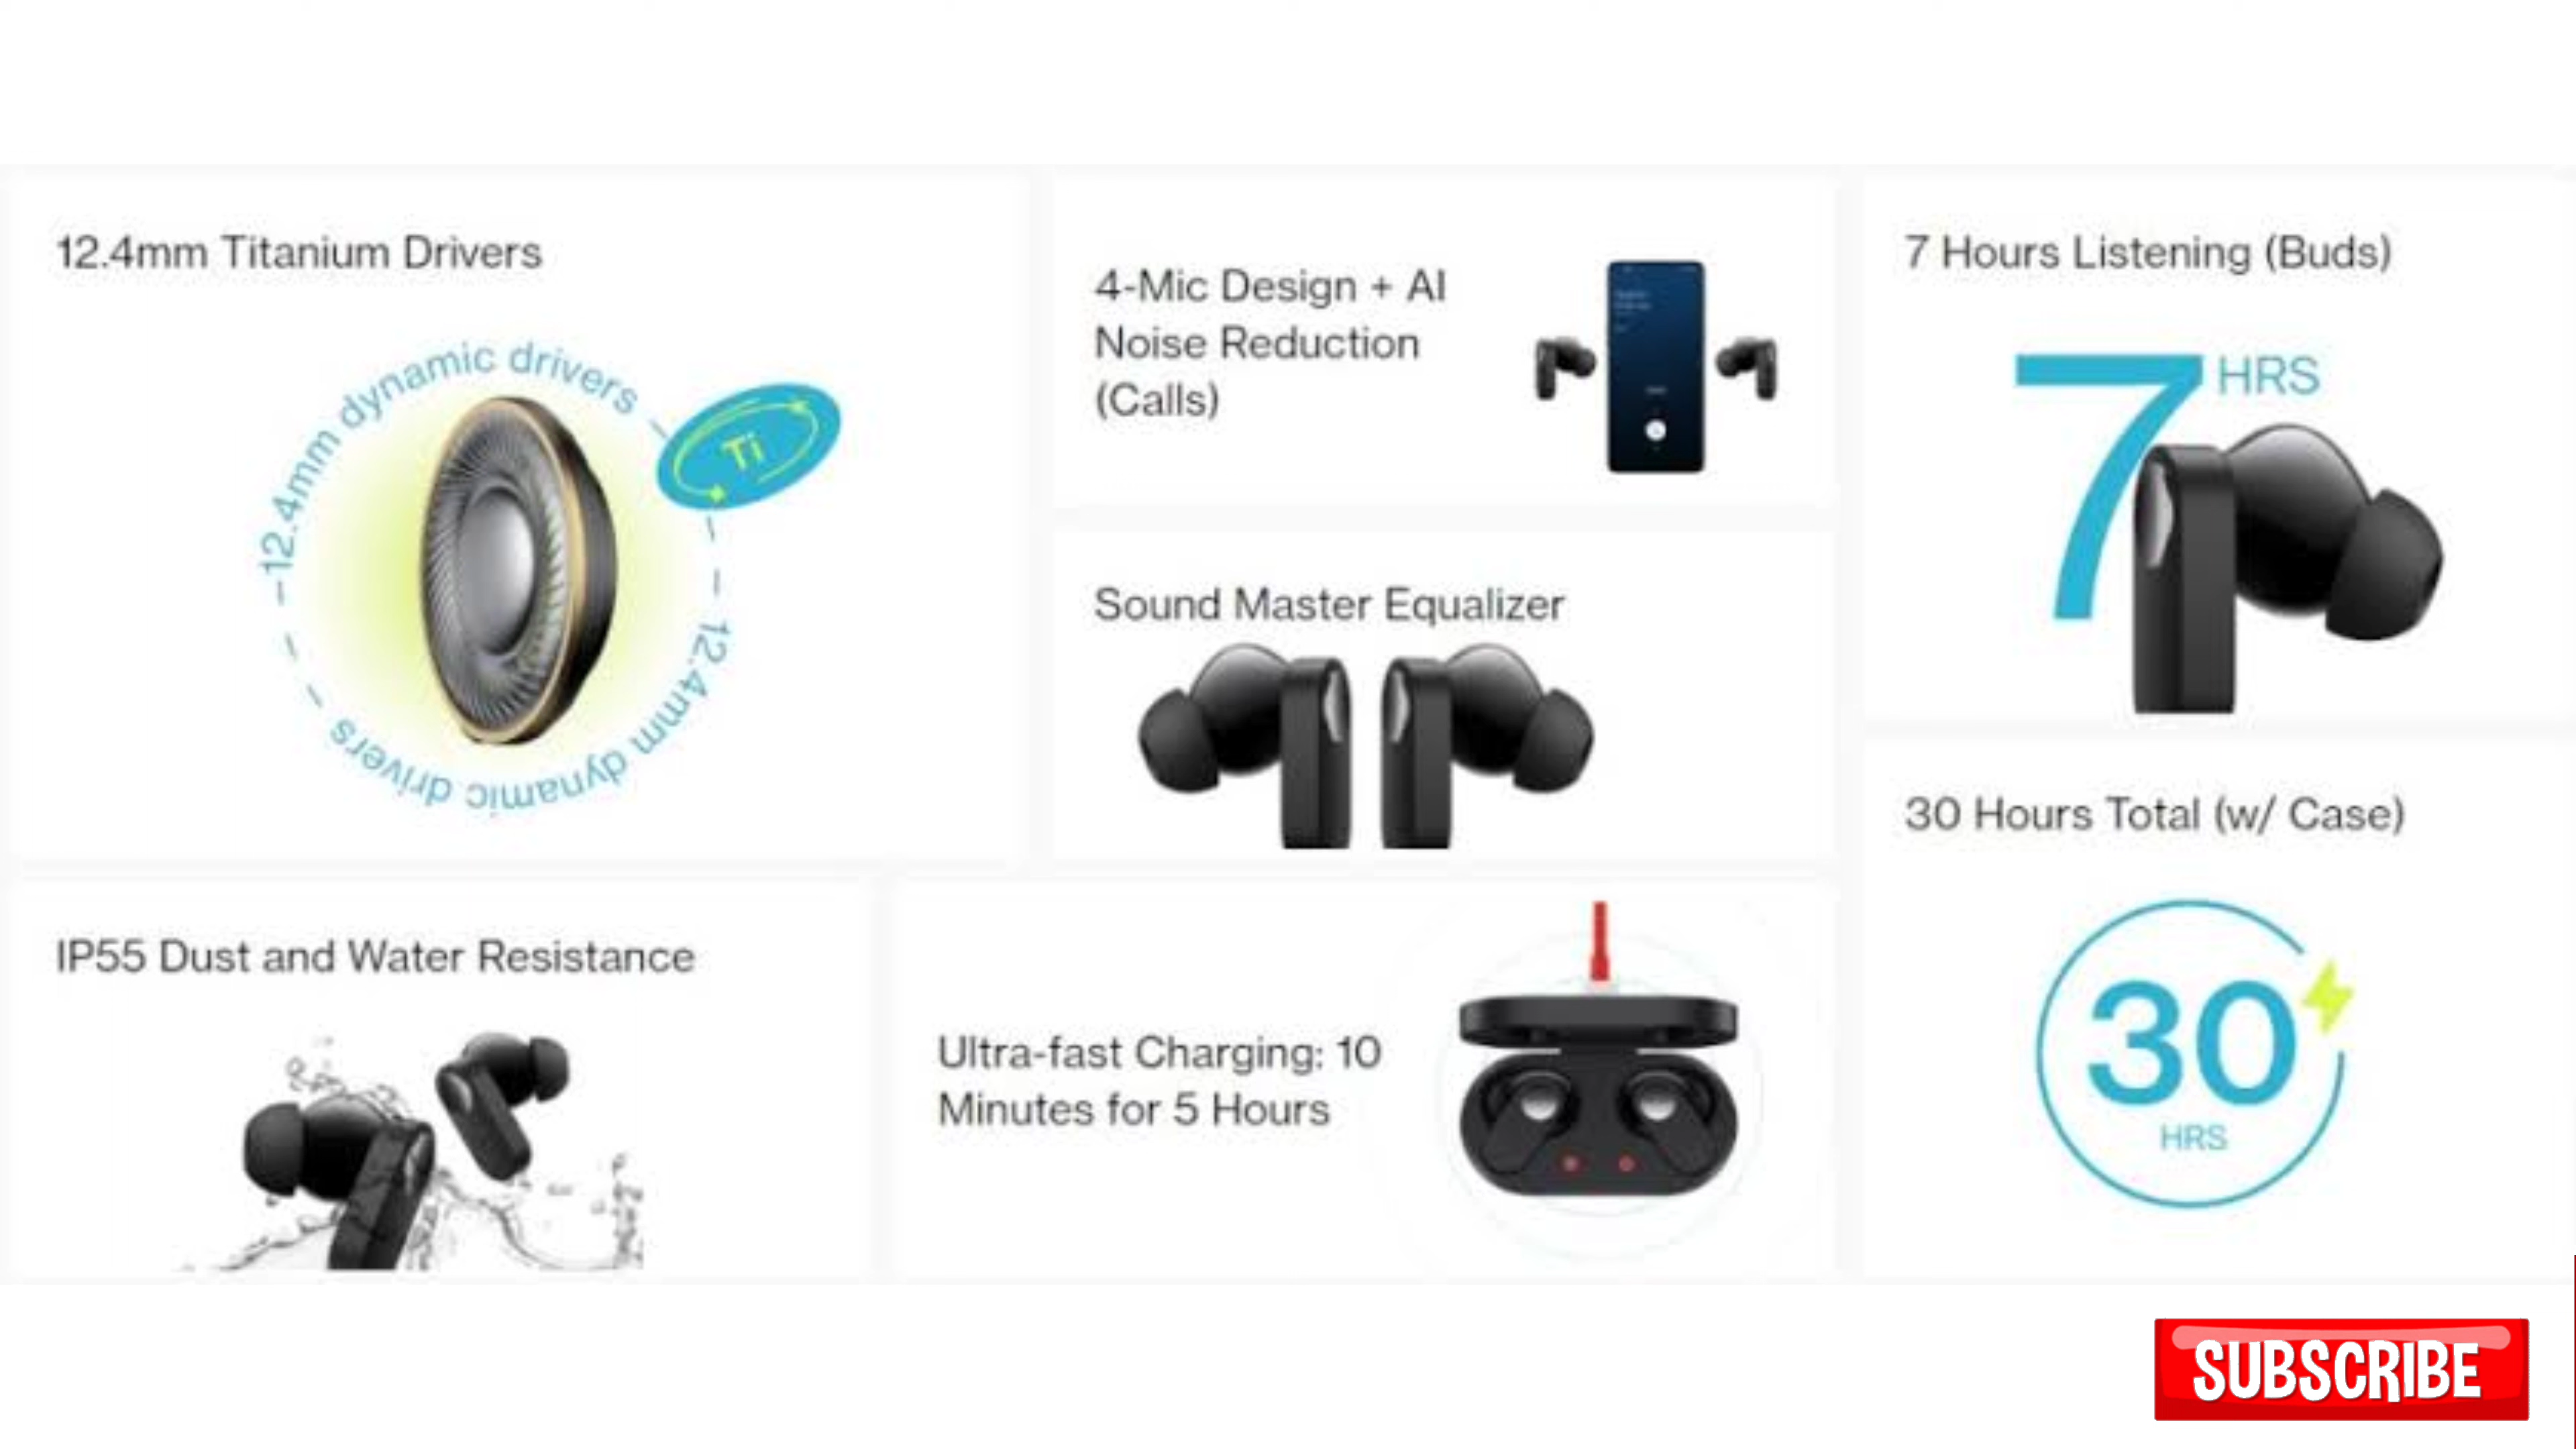 12.4mm Titanium Drivers
12.4mm dynamic drivers
Ti
12.4mm dynamic drivers
4-Mic Design + AI
Noise Reduction
(Calls)
Sound Master Equalizer
7 Hours Listening (Buds)
7 HRS
30 Hours Total (w/ Case)
30
HRS
IP55 Dust and Water Resistance
Ultra-fast Charging: 10
Minutes for 5 Hours
SUBSCRIBE